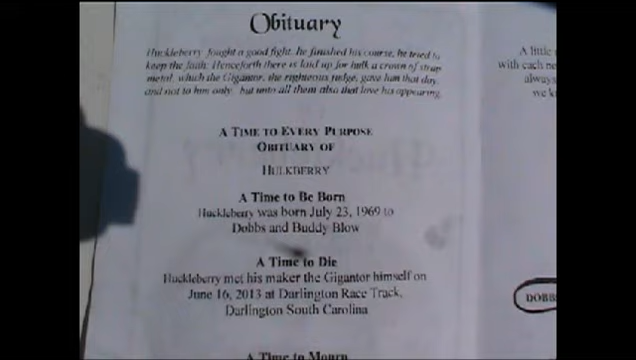 Obituary
Huckleberry fought a good fight, he finished his course, he tried to
keep the faith. Henceforth there is laid up for hulk a crown of strap
metal, which the Gigantor, the righteous judge, gave him that day,
and not to him only, but unto all them also that love his appearing.
A TIME TO EVERY PURPOSE
OBITUARY OF
HULKBERRY
A Time to Be Born
Huckleberry was born July 23, 1969 to
Dobbs and Buddy Blow
A Time to Die
Huckleberry met his maker the Gigantor himself on
June 16, 2013 at Darlington Race Track,
Darlington South Carolina
A Time to Mourn
A little
with each
always
we
DOBB